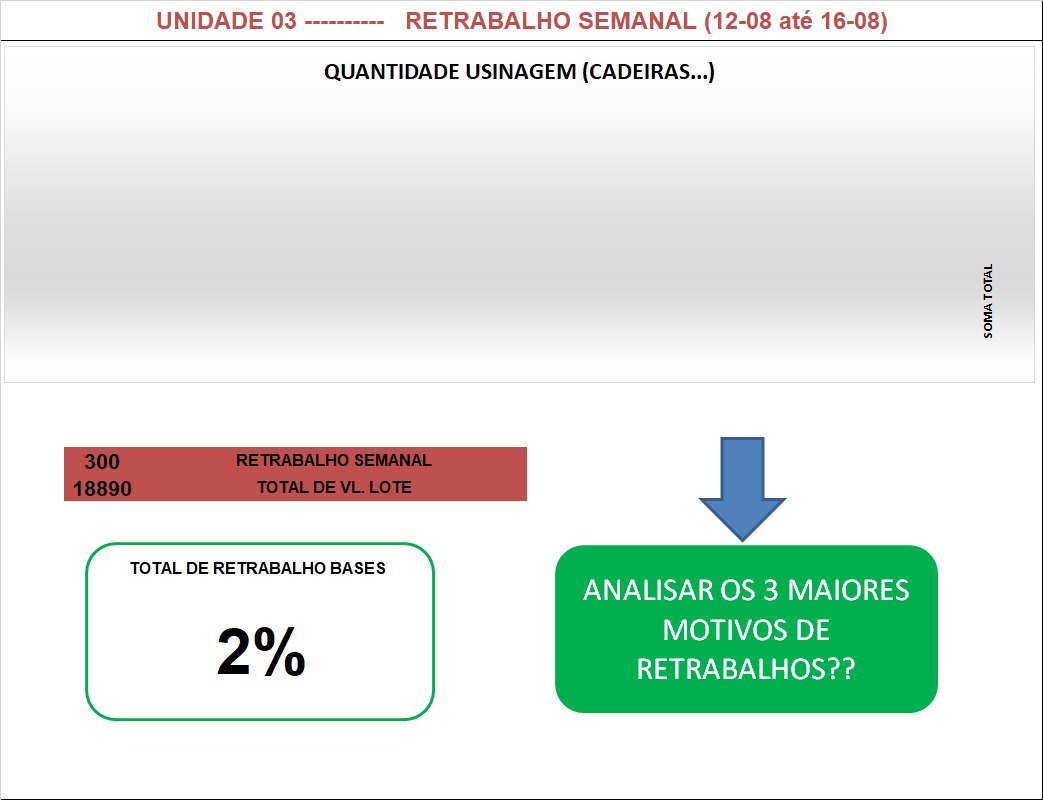 UNIDADE 03 ---------- RETRABALHO SEMANAL (12-08 até 16-08)
QUANTIDADE USINAGEM (CADEIRAS...)
SOMA TOTAL
300 RETRABALHO SEMANAL
18890 TOTAL DE VL. LOTE
TOTAL DE RETRABALHO BASES
2%
ANALISAR OS 3 MAIORES
MOTIVOS DE
RETRABALHOS??